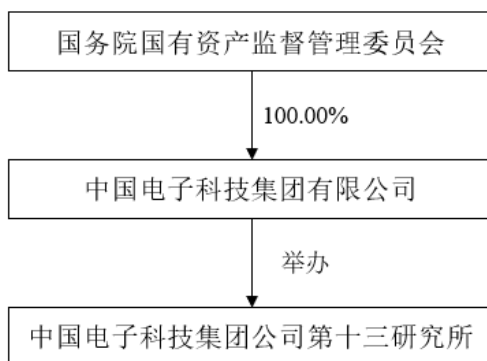 国务院国有资产监督管理委员会
100.00%
中国电子科技集团有限公司
举办
中国电子科技集团公司第十三研究所